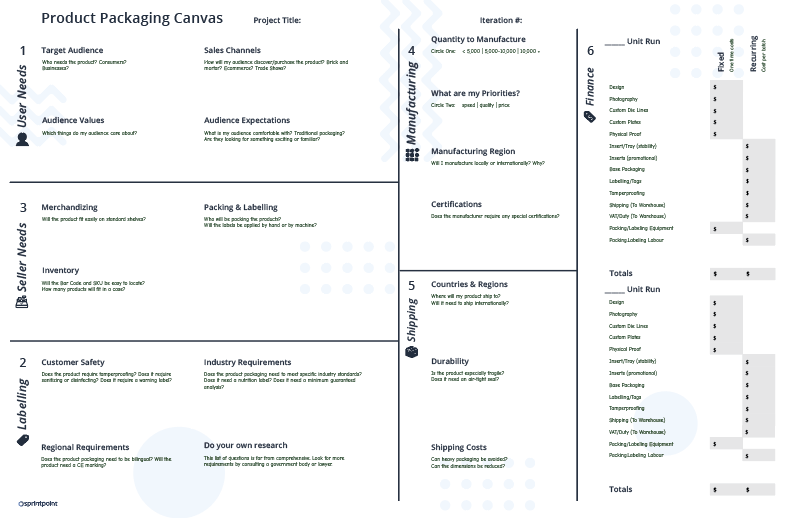 Product Packaging Canvas
Project Title:
Iteration #:
1
User Needs
Target Audience
Who needs the product? Consumers?
Businesses?
Sales Channels
How will my audience discover/purchase the product? Brick and
mortar? Ecommerce? Trade Shows?
Audience Values
Which things do my audience care about?
Audience Expectations
What is my audience comfortable with? Traditional packaging?
Are they looking for something exciting or familiar?
3
Seller Needs
Merchandizing
Will the product fit easily on standard shelves?
Packing & Labelling
Who will be packing the products?
Will the labels be applied by hand or by machine?
Inventory
Will the Bar Code and SKU be easy to locate?
How many products will fit in a case?
2
Labelling
Customer Safety
Does the product require tamperproofing? Does it require
sanitizing or disinfecting? Does it require a warning label?
Industry Requirements
Does the product packaging need to meet specific industry standards?
Does it need a nutrition label? Does it need a minimum guaranteed
analysis?
Regional Requirements
Does the product packaging need to be bilingual? Will the
product need a CE marking?
Do your own research
This list of questions is far from comprehensive. Look for more
requirements by consulting a government body or lawyer.
sprintpoint
4
Manufacturing
Quantity to Manufacture
Circle One: < 5,000 | 5,000-10,000 | 10,000 +
What are my Priorities?
Circle Two: speed | quality | price
Manufacturing Region
Will I manufacture locally or internationally? Why?
Certifications
Does the manufacturer require any special certifications?
5
Shipping
Countries & Regions
Where will my product ship to?
Will it need to ship internationally?
Durability
Is the product especially fragile?
Does it need an air-tight seal?
Shipping Costs
Can heavy packaging be avoided?
Can the dimensions be reduced?
6
Finance
_____ Unit Run
Fixed
One time costs
Recurring
Cost per batch
Design $
Photography $
Custom Die Lines $
Custom Plates $
Physical Proof $
Insert/Tray (stability) $
Inserts (promotional) $
Base Packaging $
Labelling/Tags $
Tamperproofing $
Shipping (To Warehouse) $
VAT/Duty (To Warehouse) $
Packing/Labeling Equipment $
Packing/Labeling Labour $
Totals $ $
_____ Unit Run
Design $
Photography $
Custom Die Lines $
Custom Plates $
Physical Proof $
Insert/Tray (stability) $
Inserts (promotional) $
Base Packaging $
Labelling/Tags $
Tamperproofing $
Shipping (To Warehouse) $
VAT/Duty (To Warehouse) $
Packing/Labeling Equipment $
Packing/Labeling Labour $
Totals $ $